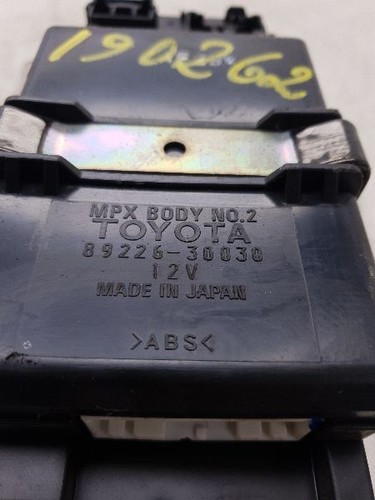 190262
MPX BODY NO.2
TOYOTA
89226-30030
12V
MADE IN JAPAN
>ABS<